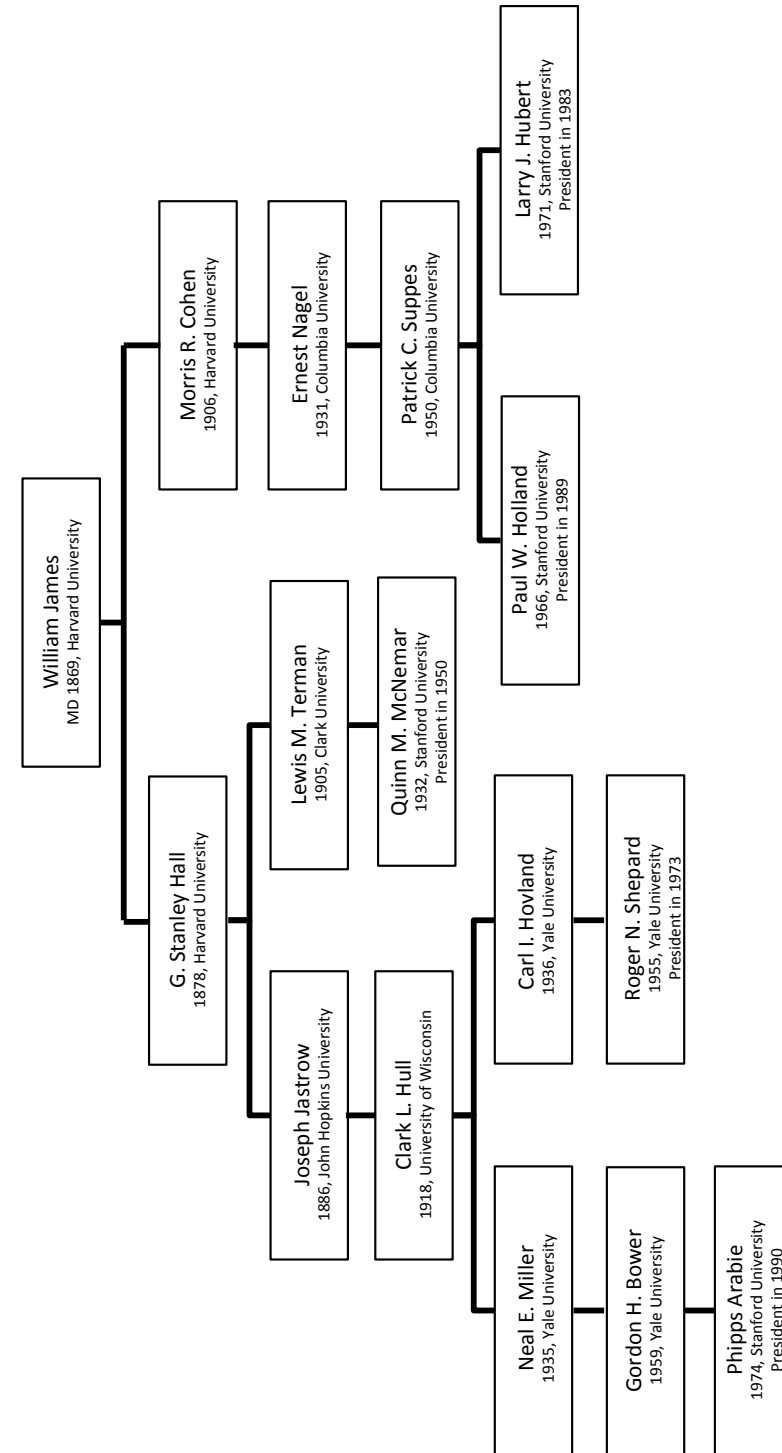 William James
MD 1869, Harvard University
G. Stanley Hall
1878, Harvard University
Morris R. Cohen
1906, Harvard University
Joseph Jastrow
1886, John Hopkins University
Lewis M. Terman
1905, Clark University
Ernest Nagel
1931, Columbia University
Clark L. Hull
1918, University of Wisconsin
Quinn M. McNemar
1932, Stanford University
President in 1950
Patrick C. Suppes
1950, Columbia University
Neal E. Miller
1935, Yale University
Carl I. Hovland
1936, Yale University
Paul W. Holland
1966, Stanford University
President in 1989
Larry J. Hubert
1971, Stanford University
President in 1983
Gordon H. Bower
1959, Yale University
Roger N. Shepard
1955, Yale University
President in 1973
Phipps Arabie
1974, Stanford University
President in 1990